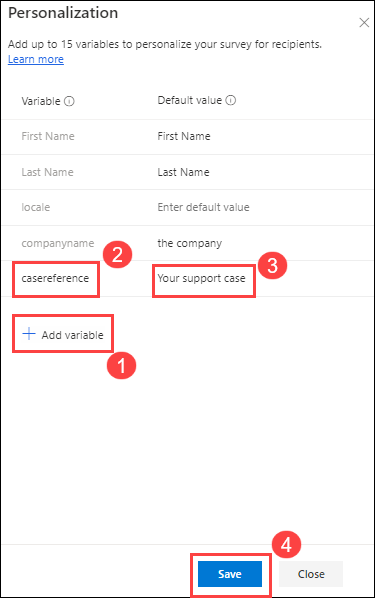 Personalization
Add up to 15 variables to personalize your survey for recipients.
Learn more
Variable Default value
First Name First Name
Last Name Last Name
locale Enter default value
companyname the company
2
3
casereference Your support case
+ Add variable
1
4
Save Close